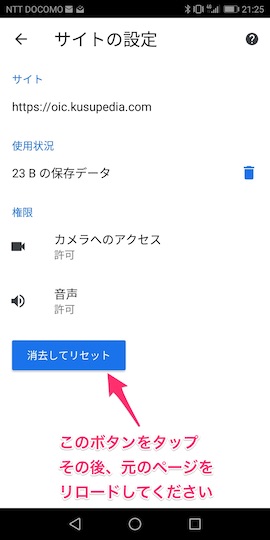 NTT DOCOMO 21:25
サイトの設定
サイト
https://oic.kusupedia.com
使用状況
23 B の保存データ
権限
カメラへのアクセス
許可
音声
許可
消去してリセット
このボタンをタップ
その後、元のページを
リロードしてください